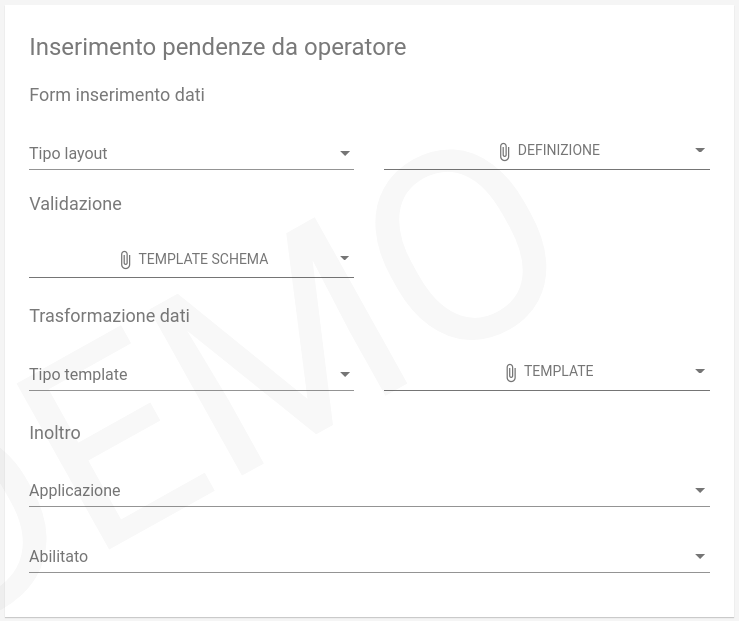 Inserimento pendenze da operatore
Form inserimento dati
Tipo layout
DEFINIZIONE
Validazione
TEMPLATE SCHEMA
Trasformazione dati
Tipo template
TEMPLATE
Inoltro
Applicazione
Abilitato
DEMO